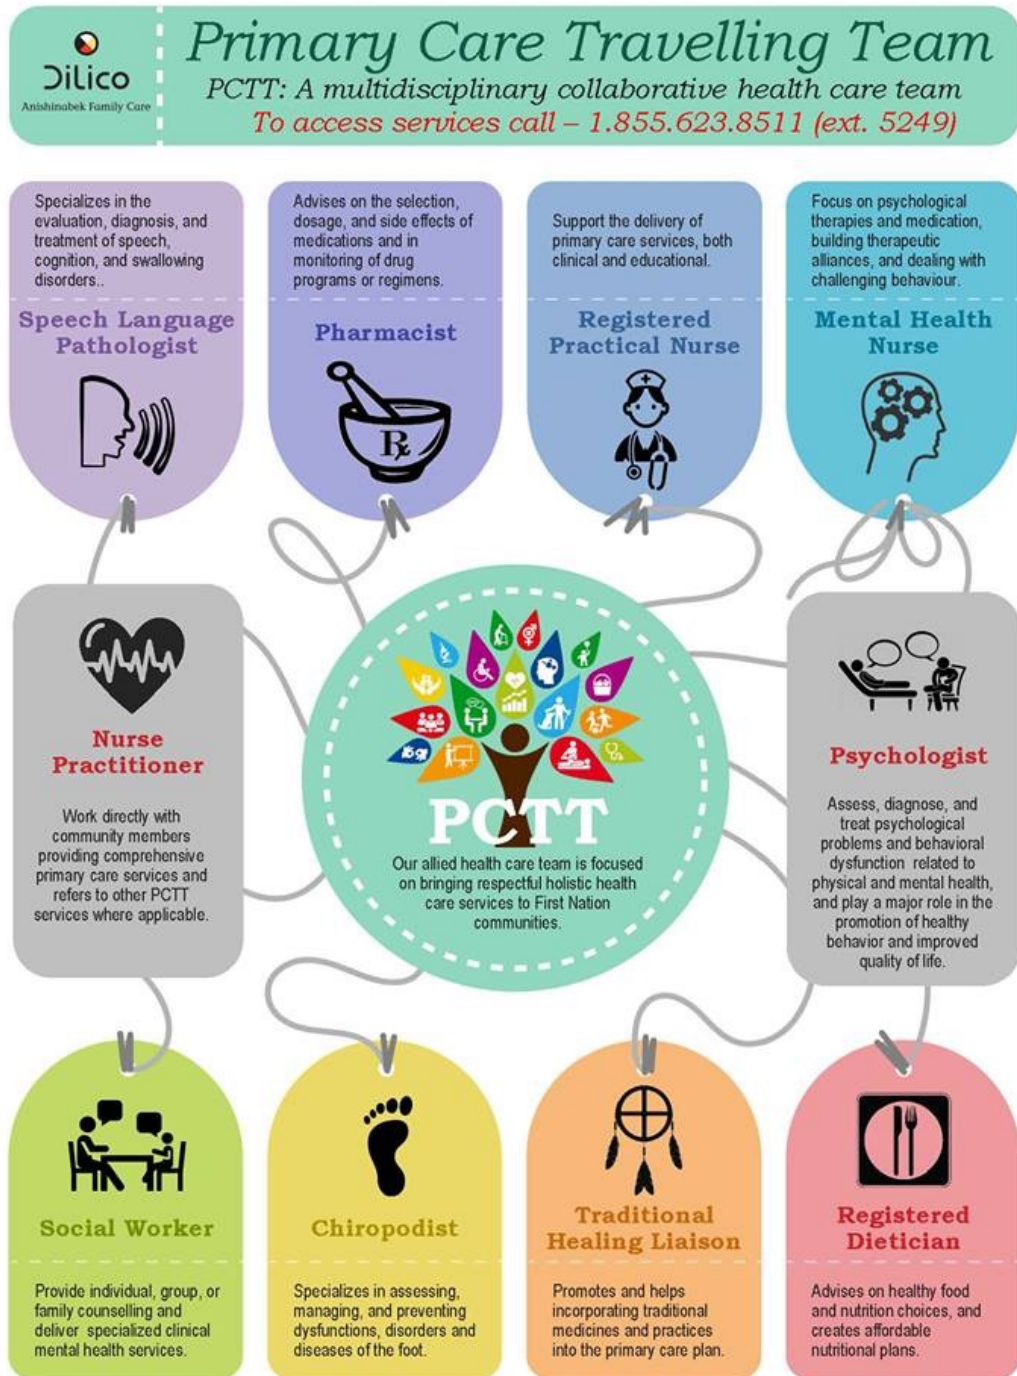 Dilico
Anishinabek Family Care
Primary Care Travelling Team
PCTT: A multidisciplinary collaborative health care team
To access services call – 1.855.623.8511 (ext. 5249)
Specializes in the
evaluation, diagnosis, and
treatment of speech,
cognition, and swallowing
disorders..
Speech Language
Pathologist
Advises on the selection,
dosage, and side effects of
medications and in
monitoring of drug
programs or regimens.
Pharmacist
Rx
Support the delivery of
primary care services, both
clinical and educational.
Registered
Practical Nurse
Focus on psychological
therapies and medication,
building therapeutic
alliances, and dealing with
challenging behaviour.
Mental Health
Nurse
Nurse
Practitioner
Work directly with
community members
providing comprehensive
primary care services and
refers to other PCTT
services where applicable.
PCTT
Our allied health care team is focused
on bringing respectful holistic health
care services to First Nation
communities.
Psychologist
Assess, diagnose, and
treat psychological
problems and behavioral
dysfunction related to
physical and mental health,
and play a major role in the
promotion of healthy
behavior and improved
quality of life.
Social Worker
Provide individual, group, or
family counselling and
deliver specialized clinical
mental health services.
Chiropodist
Specializes in assessing,
managing, and preventing
dysfunctions, disorders and
diseases of the foot.
Traditional
Healing Liaison
Promotes and helps
incorporating traditional
medicines and practices
into the primary care plan.
Registered
Dietician
Advises on healthy food
and nutrition choices, and
creates affordable
nutritional plans.